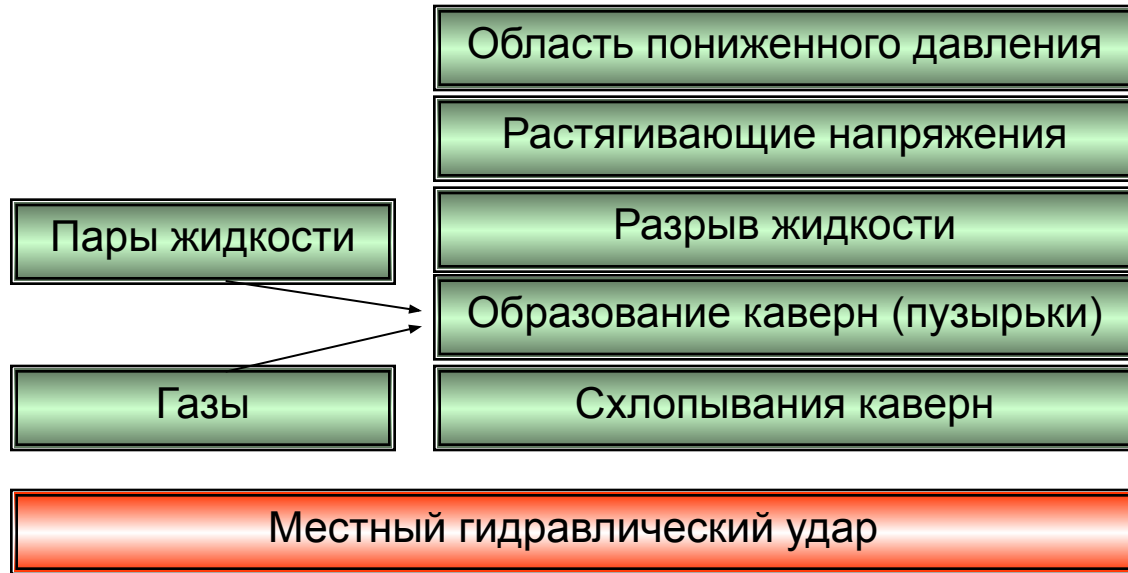 Область пониженного давления
Растягивающие напряжения
Разрыв жидкости
Пары жидкости
Образование каверн (пузырьки)
Газы
Схлопывания каверн
Местный гидравлический удар